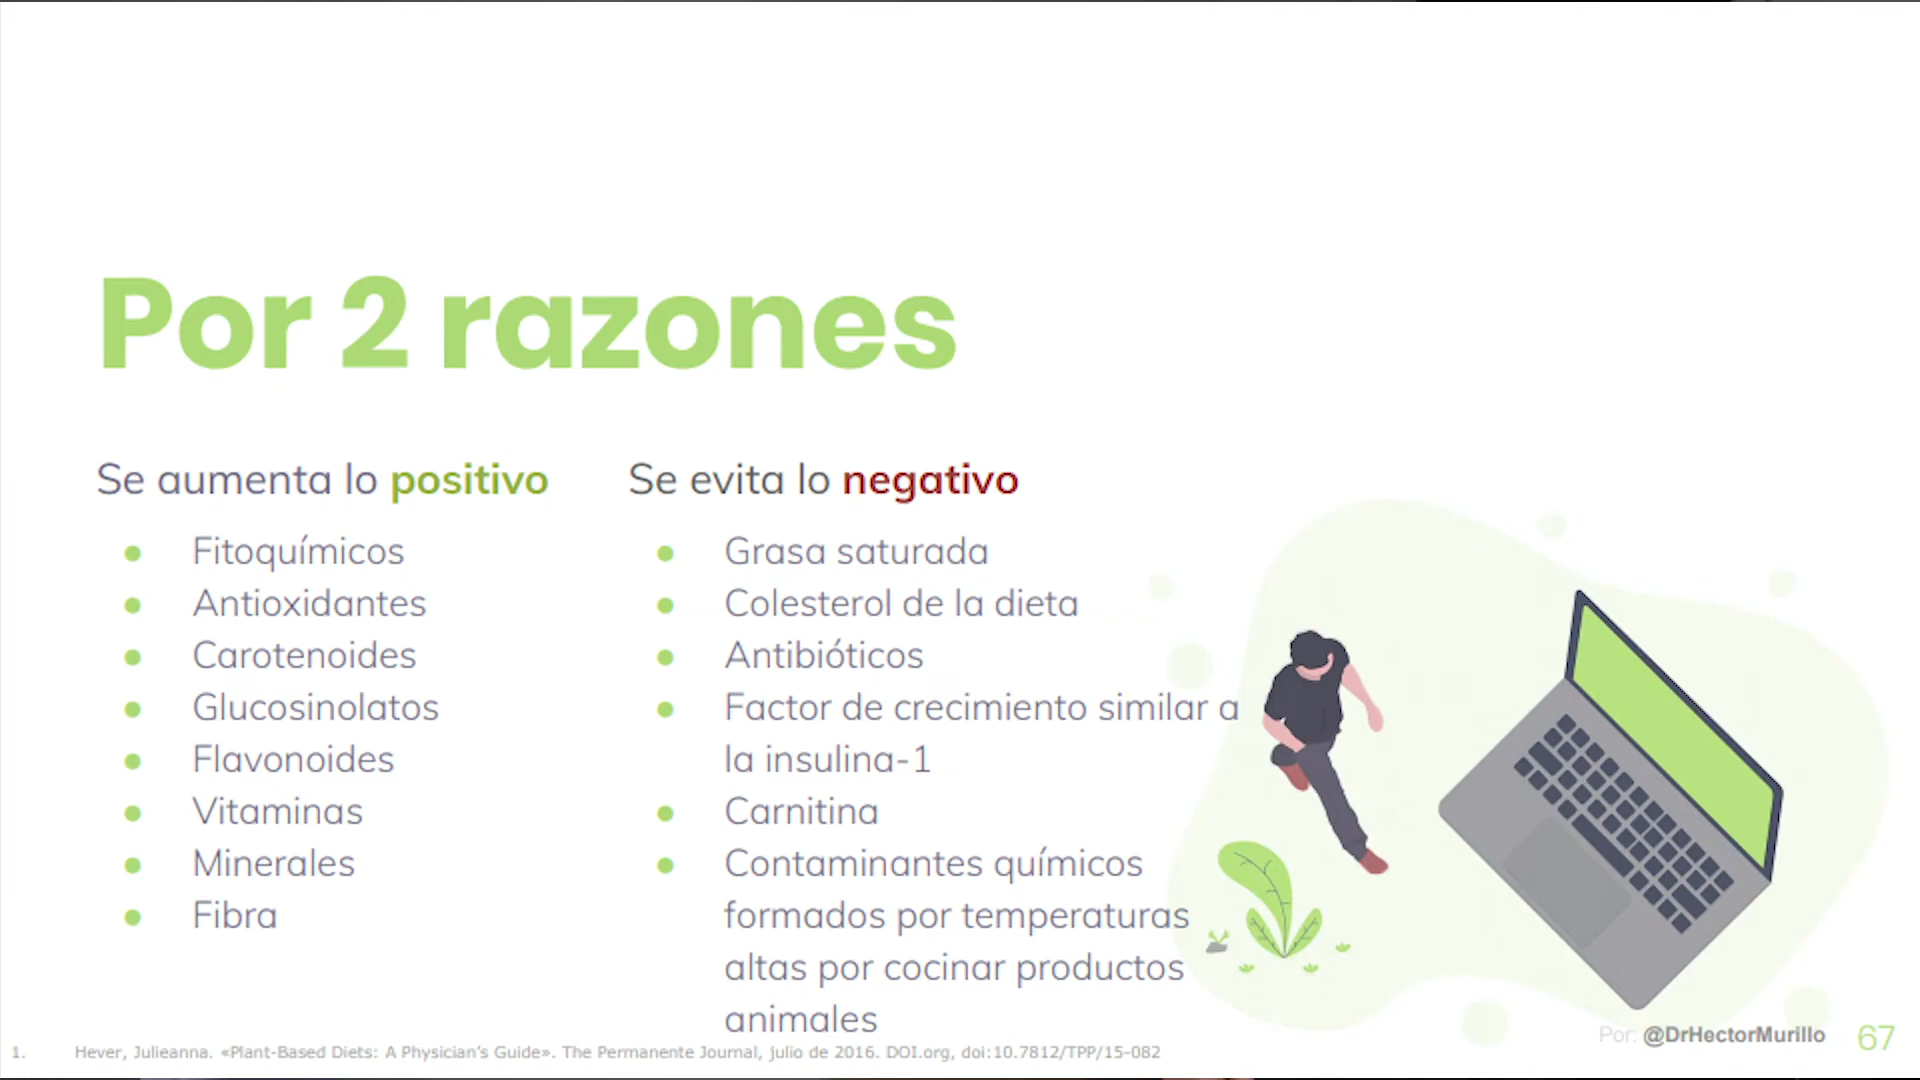 Por 2 razones
Se aumenta lo positivo
Fitoquímicos
Antioxidantes
Carotenoides
Glucosinolatos
Flavonoides
Vitaminas
Minerales
Fibra
Se evita lo negativo
Grasa saturada
Colesterol de la dieta
Antibióticos
Factor de crecimiento similar a
la insulina-1
Carnitina
Contaminantes químicos
formados por temperaturas
altas por cocinar productos
animales
1. Hever, Julieanna. «Plant-Based Diets: A Physician's Guide». The Permanente Journal, julio de 2016. DOI.org, doi:10.7812/TPP/15-082
Por: @DrHectorMurillo
67